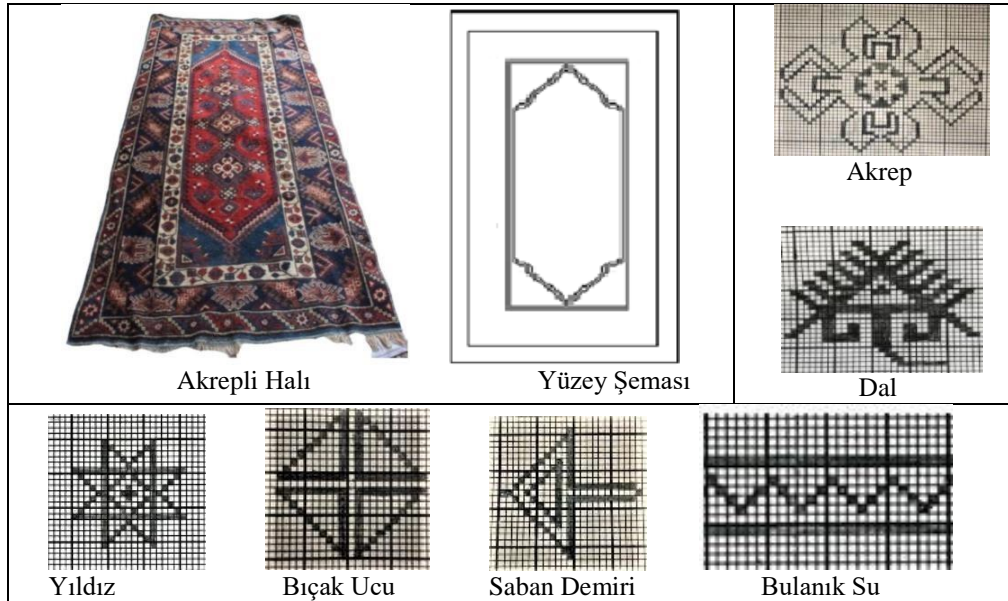 Akrepli Halı
Yüzey Şeması
Akrep
Dal
Yıldız
Bıçak Ucu
Saban Demiri
Bulanık Su